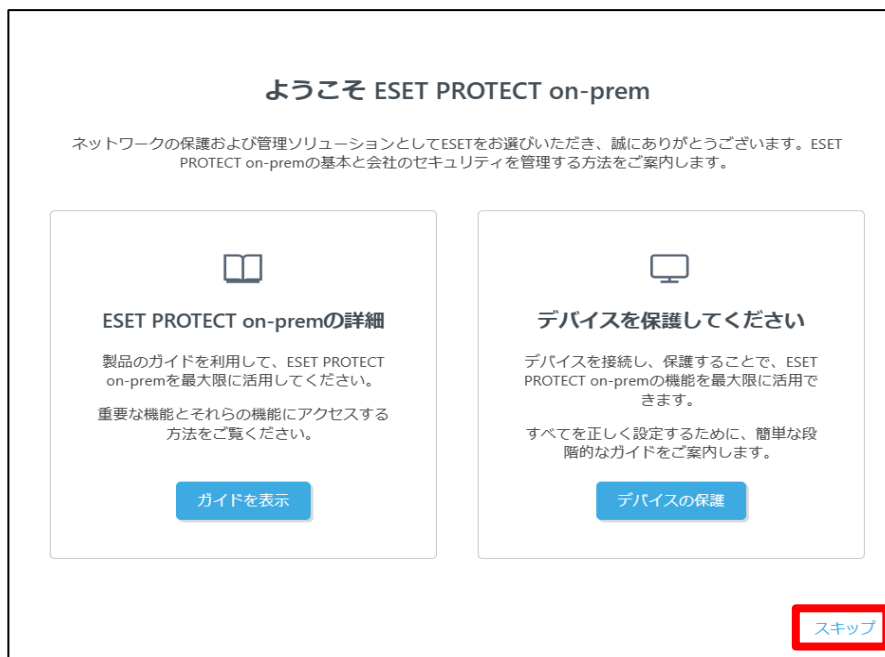 ようこそ ESET PROTECT on-prem
ネットワークの保護および管理ソリューションとしてESETをお選びいただき、誠にありがとうございます。ESET
PROTECT on-premの基本と会社のセキュリティを管理する方法をご案内します。
ESET PROTECT on-premの詳細
製品のガイドを利用して、ESET PROTECT
on-premを最大限に活用してください。
重要な機能とそれらの機能にアクセスする
方法をご覧ください。
ガイドを表示
デバイスを保護してください
デバイスを接続し、保護することで、ESET
PROTECT on-premの機能を最大限に活用で
きます。
すべてを正しく設定するために、簡単な段
階的なガイドをご案内します。
デバイスの保護
スキップ